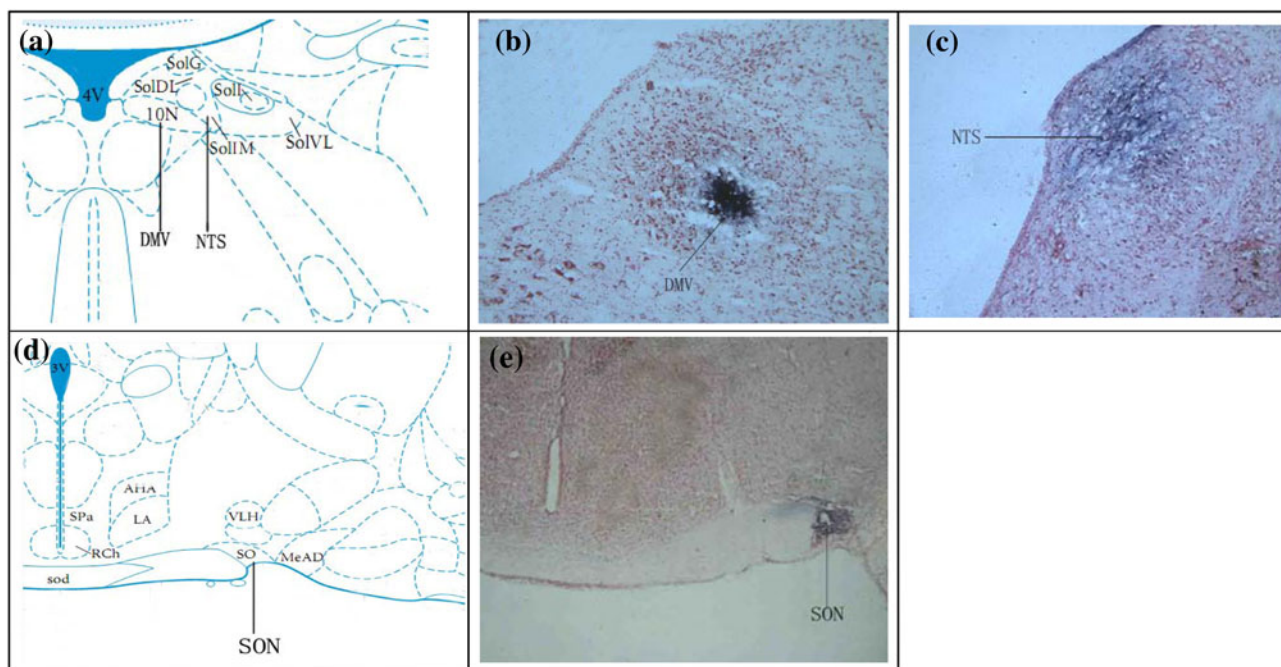 (a)
SolG
SolDL
SolI
4V
10N
SolIM
SolVL
DMV
NTS
(b)
DMV
(c)
NTS
(d)
3V
AHA
SPa
LA
VLH
RCh
SO
MeAD
sod
SON
(e)
SON